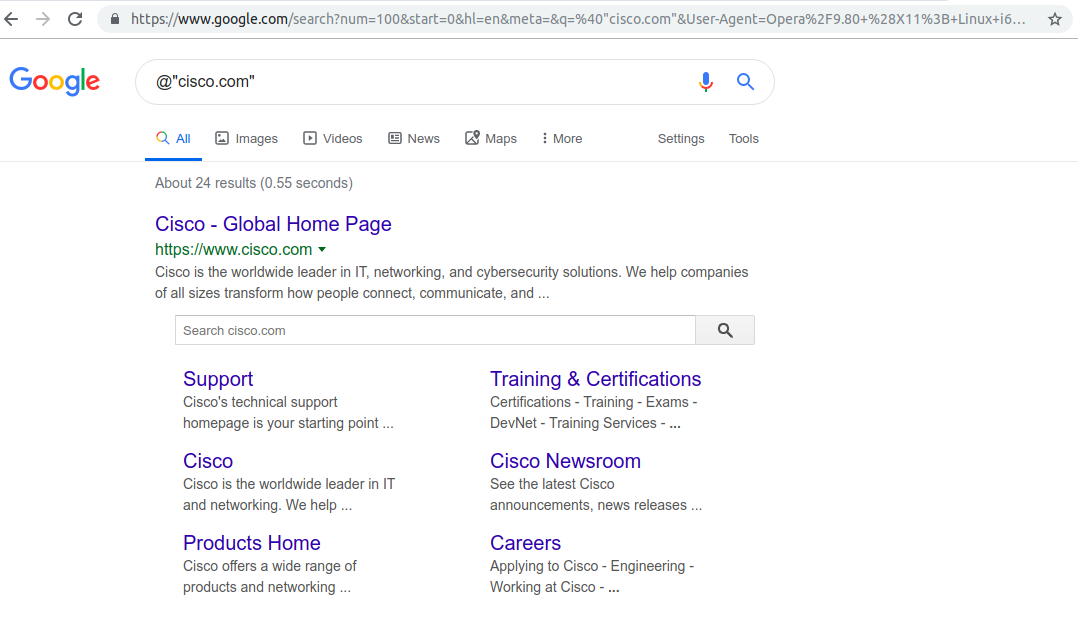 https://www.google.com/search?num=100&start=0&hl=en&meta=&q=%40"cisco.com"&User-Agent=Opera%2F9.80+%28X11%3B+Linux+i6...
Google
@"cisco.com"
All Images Videos News Maps More Settings Tools
About 24 results (0.55 seconds)
Cisco - Global Home Page
https://www.cisco.com
Cisco is the worldwide leader in IT, networking, and cybersecurity solutions. We help companies
of all sizes transform how people connect, communicate, and ...
Search cisco.com
Support
Cisco's technical support
homepage is your starting point ...
Training & Certifications
Certifications - Training - Exams -
DevNet - Training Services - ...
Cisco
Cisco is the worldwide leader in IT
and networking. We help ...
Cisco Newsroom
See the latest Cisco
announcements, news releases ...
Products Home
Cisco offers a wide range of
products and networking ...
Careers
Applying to Cisco - Engineering -
Working at Cisco - ...